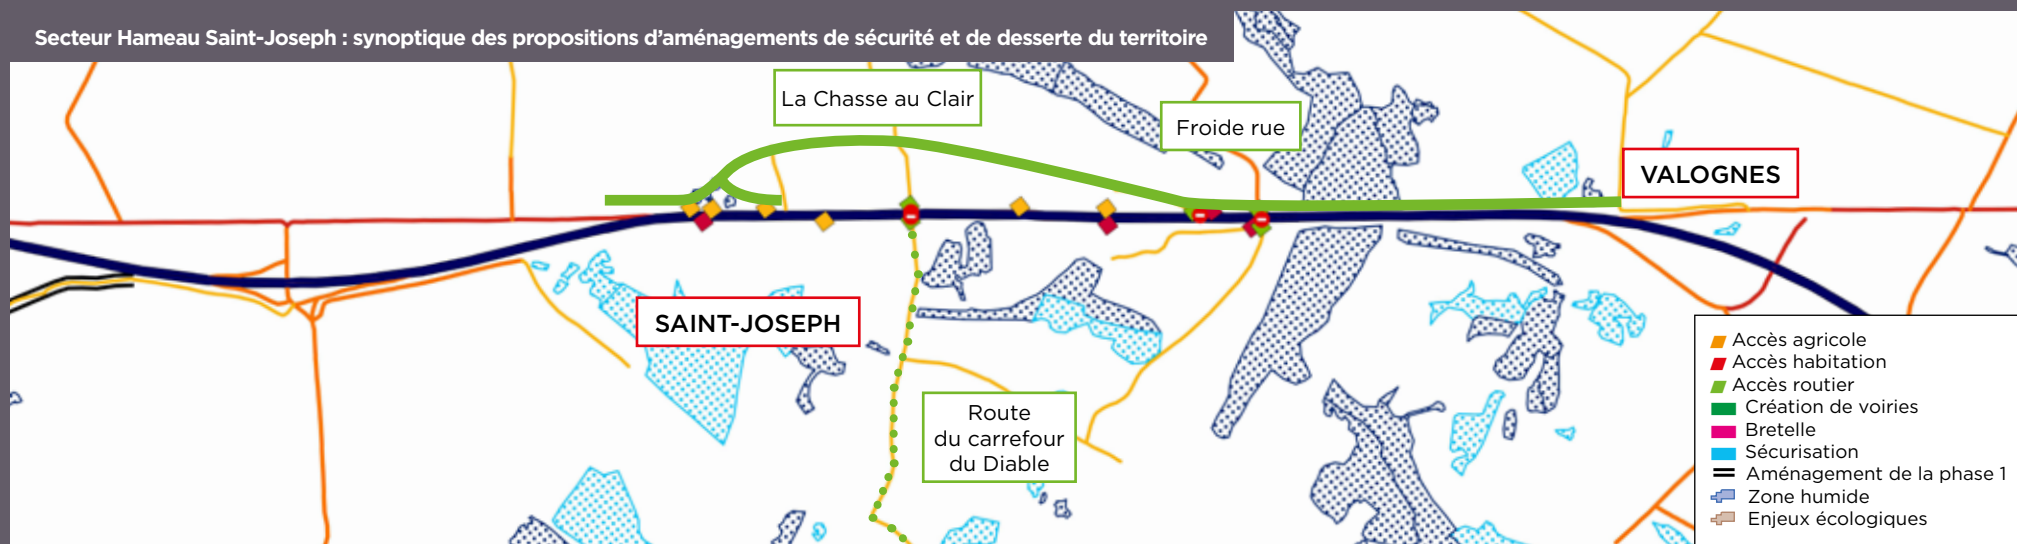 Secteur Hameau Saint-Joseph : synoptique des propositions d’aménagements de sécurité et de desserte du territoire
La Chasse au Clair
Froide rue
VALOGNES
SAINT-JOSEPH
Route
du carrefour
du Diable
Accès agricole
Accès habitation
Accès routier
Création de voiries
Bretelle
Sécurisation
Aménagement de la phase 1
Zone humide
Enjeux écologiques